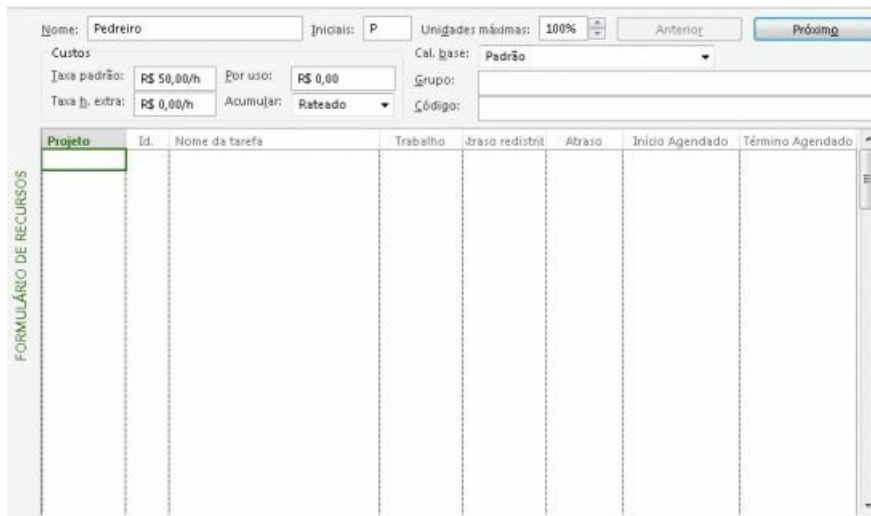 Nome: Pedreiro Iniciais: P Unidades máximas: 100% Anterior Próximo
Custos Cal. base: Padrão
Taxa padrão: R$ 50,00/h Por uso: R$ 0,00 Grupo:
Taxa h. extra: R$ 0,00/h Acumular: Rateado Código:
Projeto Id. Nome da tarefa Trabalho atraso redistrit Atraso Início Agendado Término Agendado
FORMULÁRIO DE RECURSOS